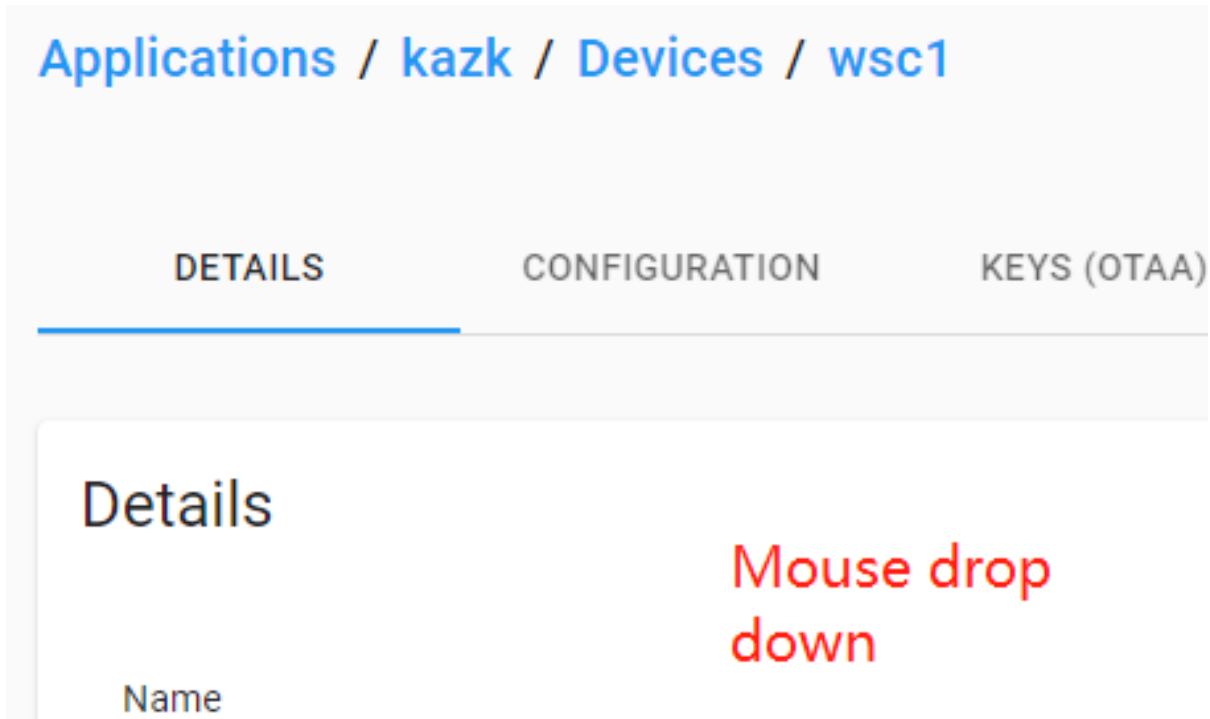 Applications / kazk / Devices / wsc1
DETAILS CONFIGURATION KEYS (OTAA)
Details
Mouse drop
down
Name